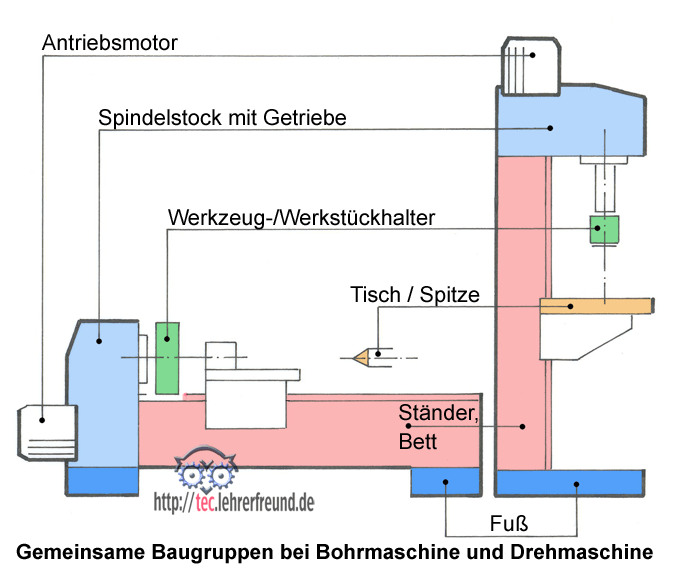 Antriebsmotor
Spindelstock mit Getriebe
Werkzeug-/Werkstückhalter
Tisch / Spitze
Ständer,
Bett
http://tec.lehrerfreund.de
Fuß
Gemeinsame Baugruppen bei Bohrmaschine und Drehmaschine